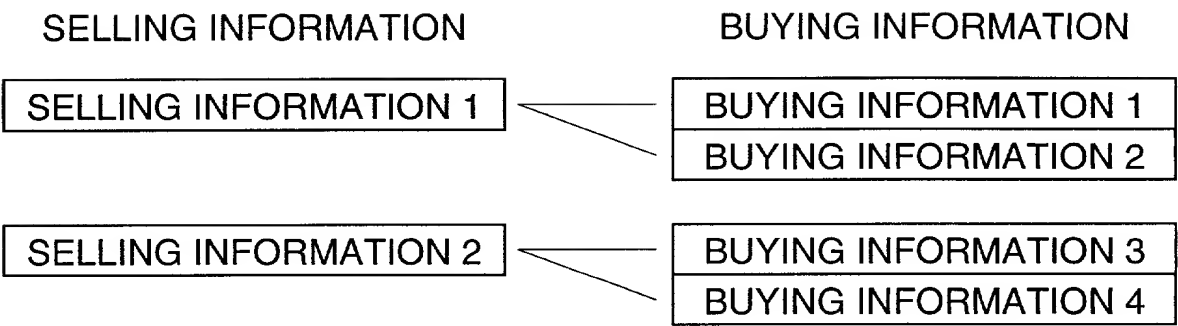 SELLING INFORMATION
BUYING INFORMATION
SELLING INFORMATION 1
BUYING INFORMATION 1
BUYING INFORMATION 2
SELLING INFORMATION 2
BUYING INFORMATION 3
BUYING INFORMATION 4